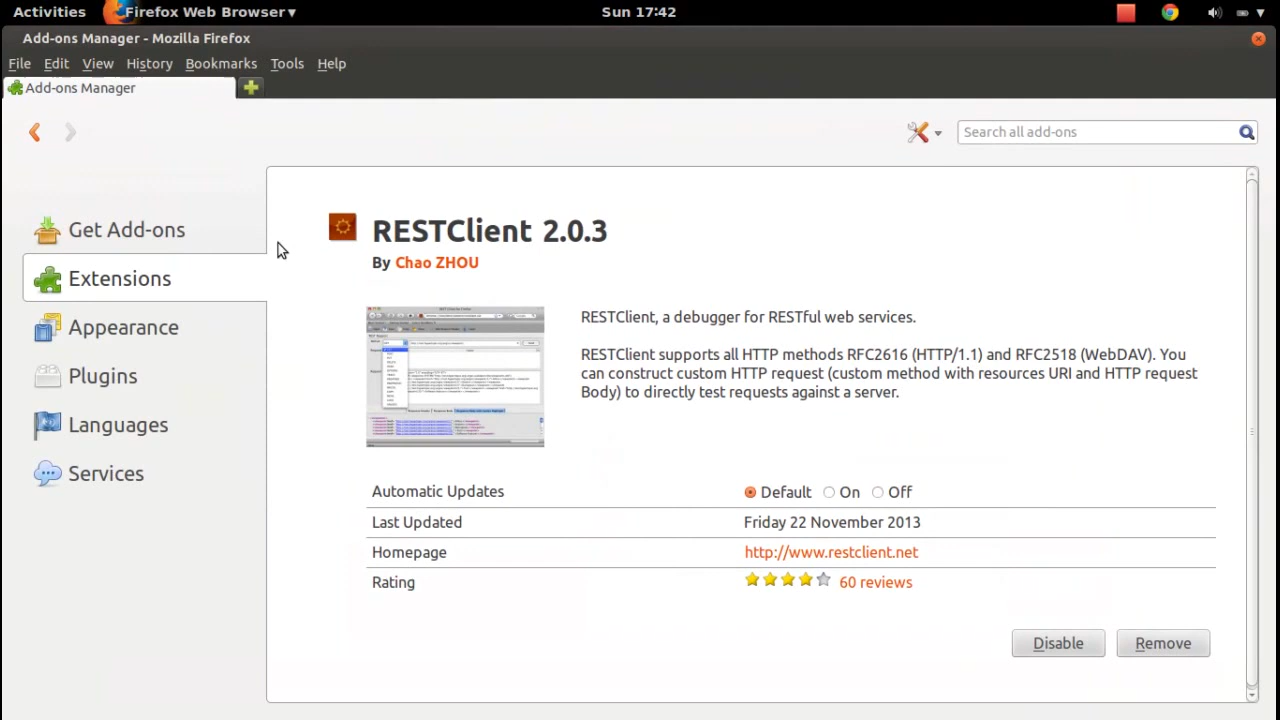 Activities Firefox Web Browser ▾ Sun 17:42
Add-ons Manager - Mozilla Firefox
File Edit View History Bookmarks Tools Help
Add-ons Manager
Search all add-ons
Get Add-ons
Extensions
Appearance
Plugins
Languages
Services
RESTClient 2.0.3
By Chao ZHOU
RESTClient, a debugger for RESTful web services.
RESTClient supports all HTTP methods RFC2616 (HTTP/1.1) and RFC2518 (WebDAV). You
can construct custom HTTP request (custom method with resources URI and HTTP request
Body) to directly test requests against a server.
Automatic Updates Default On Off
Last Updated Friday 22 November 2013
Homepage http://www.restclient.net
Rating 60 reviews
Disable Remove